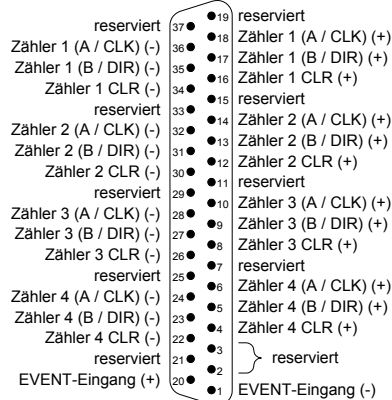 reserviert 37
Zähler 1 (A / CLK) (-) 36
Zähler 1 (B / DIR) (-) 35
Zähler 1 CLR (-) 34
reserviert 33
Zähler 2 (A / CLK) (-) 32
Zähler 2 (B / DIR) (-) 31
Zähler 2 CLR (-) 30
reserviert 29
Zähler 3 (A / CLK) (-) 28
Zähler 3 (B / DIR) (-) 27
Zähler 3 CLR (-) 26
reserviert 25
Zähler 4 (A / CLK) (-) 24
Zähler 4 (B / DIR) (-) 23
Zähler 4 CLR (-) 22
reserviert 21
EVENT-Eingang (+) 20
19 reserviert
18 Zähler 1 (A / CLK) (+)
17 Zähler 1 (B / DIR) (+)
16 Zähler 1 CLR (+)
15 reserviert
14 Zähler 2 (A / CLK) (+)
13 Zähler 2 (B / DIR) (+)
12 Zähler 2 CLR (+)
11 reserviert
10 Zähler 3 (A / CLK) (+)
9 Zähler 3 (B / DIR) (+)
8 Zähler 3 CLR (+)
7 reserviert
6 Zähler 4 (A / CLK) (+)
5 Zähler 4 (B / DIR) (+)
4 Zähler 4 CLR (+)
3
reserviert
2
1 EVENT-Eingang (-)